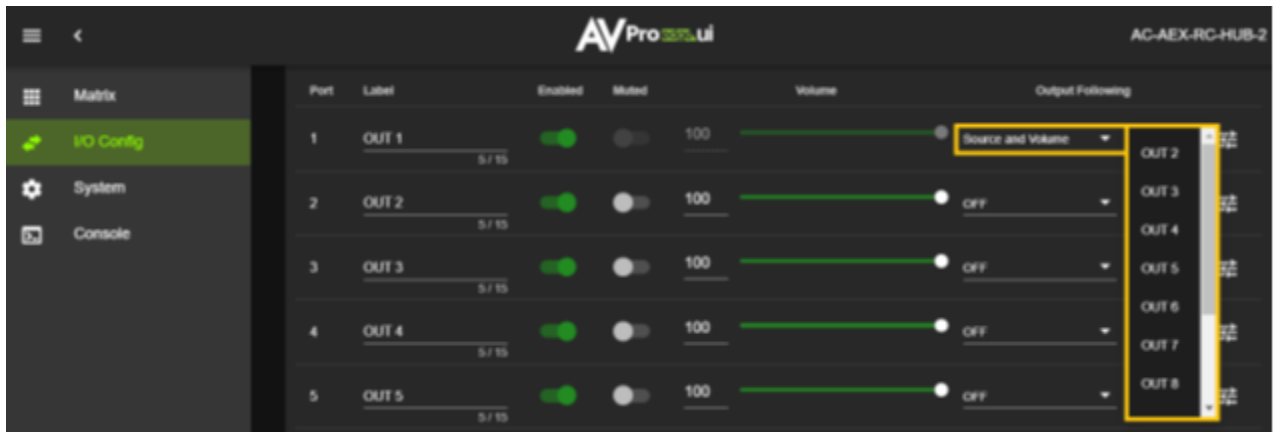 AVPro ui
AC-AEX-RC-HUB-2
Matrix
I/O Config
System
Console
Port Label Enabled Muted Volume Output Following
1 OUT 1 100 Source and Volume
5 / 15
2 OUT 2 100 OFF
5 / 15
3 OUT 3 100 OFF
5 / 15
4 OUT 4 100 OFF
5 / 15
5 OUT 5 100 OFF
5 / 15
OUT 2
OUT 3
OUT 4
OUT 5
OUT 6
OUT 7
OUT 8